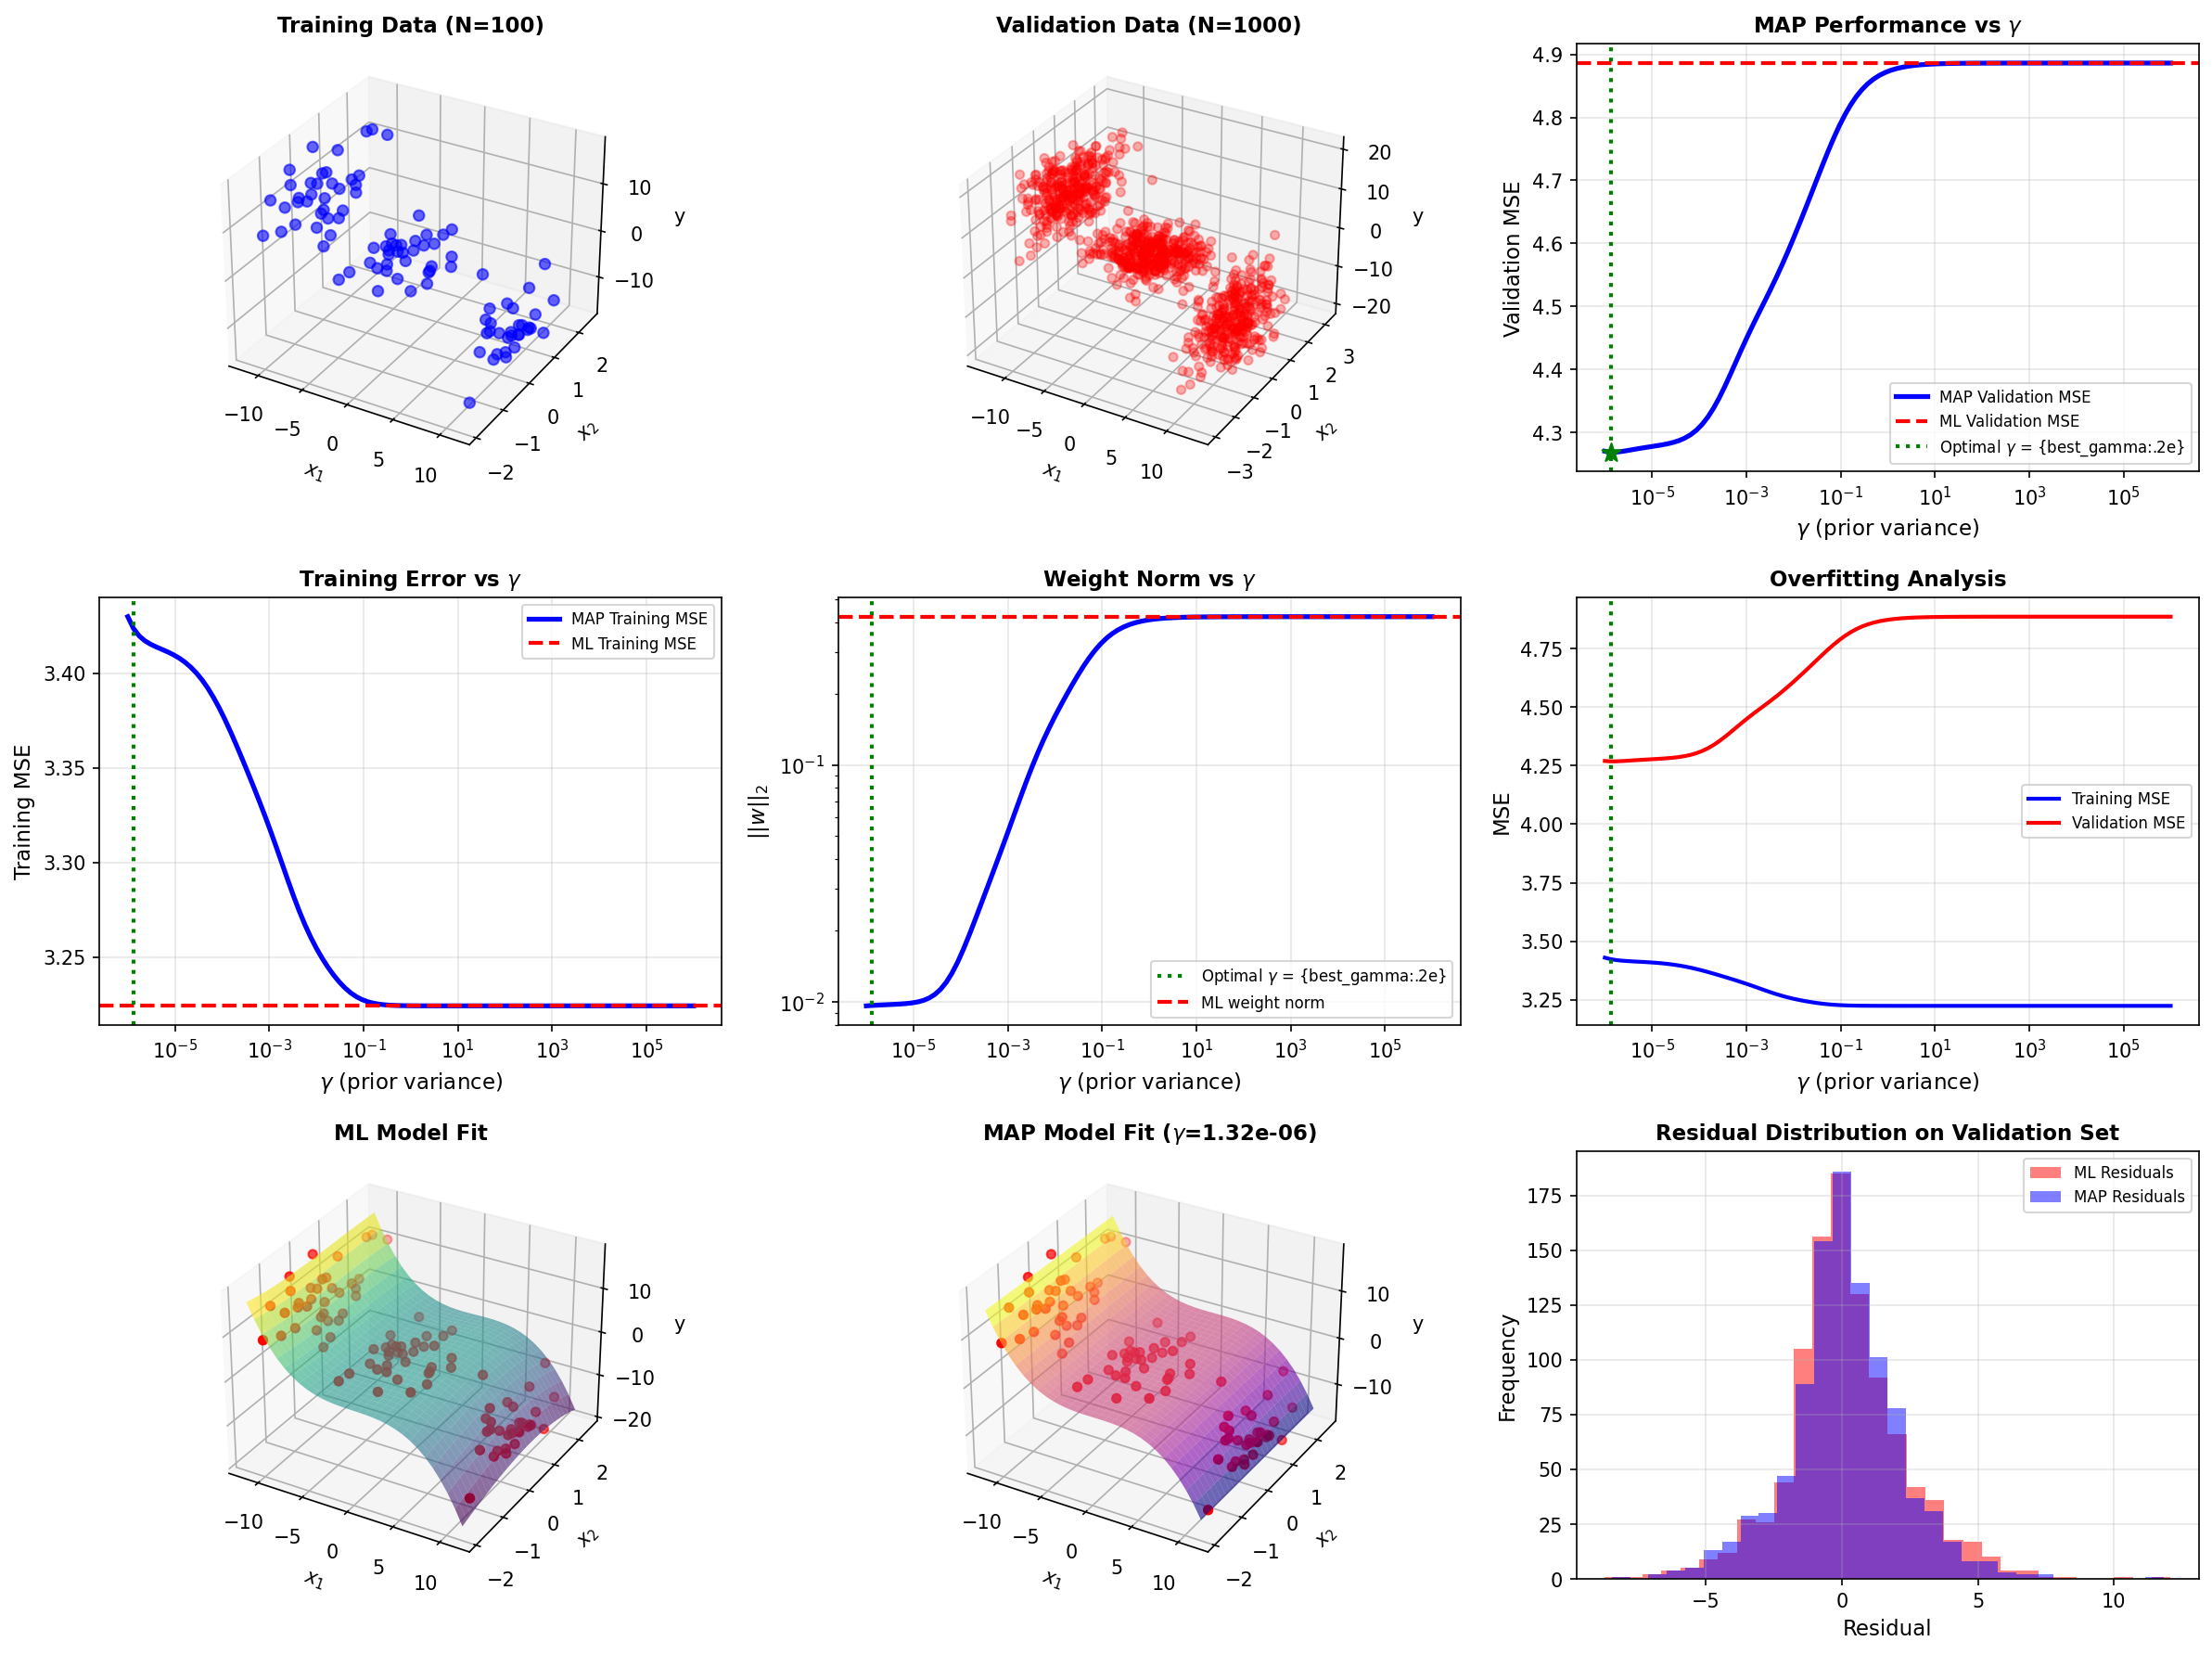 Training Data (N=100)
10
0
−10
y
−10
−5
0
5
10
x1
−2
−1
0
1
2
x2
Validation Data (N=1000)
20
10
0
−10
−20
y
−10
−5
0
5
10
x1
−3
−2
−1
0
1
2
3
x2
MAP Performance vs γ
4.9
4.8
4.7
4.6
4.5
4.4
4.3
Validation MSE
MAP Validation MSE
ML Validation MSE
Optimal γ = {best_gamma:.2e}
10⁻⁵ 10⁻³ 10⁻¹ 10¹ 10³ 10⁵
γ (prior variance)
Training Error vs γ
3.40
3.35
3.30
3.25
Training MSE
MAP Training MSE
ML Training MSE
10⁻⁵ 10⁻³ 10⁻¹ 10¹ 10³ 10⁵
γ (prior variance)
Weight Norm vs γ
10⁻¹
10⁻²
||w||₂
Optimal γ = {best_gamma:.2e}
ML weight norm
10⁻⁵ 10⁻³ 10⁻¹ 10¹ 10³ 10⁵
γ (prior variance)
Overfitting Analysis
4.75
4.50
4.25
4.00
3.75
3.50
3.25
MSE
Training MSE
Validation MSE
10⁻⁵ 10⁻³ 10⁻¹ 10¹ 10³ 10⁵
γ (prior variance)
ML Model Fit
10
0
−10
−20
y
−10
−5
0
5
10
x1
−2
−1
0
1
2
x2
MAP Model Fit (γ=1.32e-06)
10
0
−10
y
−10
−5
0
5
10
x1
−2
−1
0
1
2
x2
Residual Distribution on Validation Set
175
150
125
100
75
50
25
0
Frequency
ML Residuals
MAP Residuals
−5 0 5 10
Residual